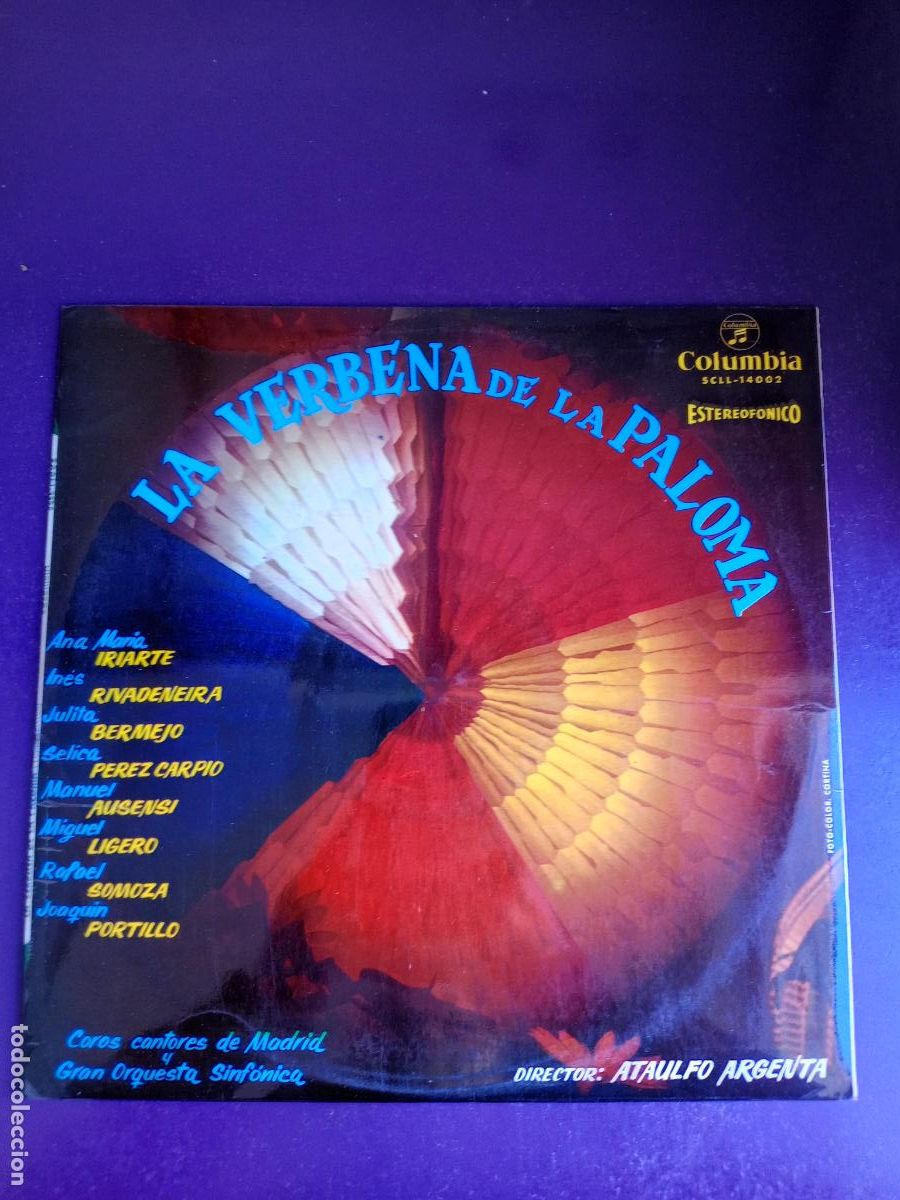 Columbia
Columbia
SCLL-14002
ESTEREOFONICO
LA VERBENA DE LA PALOMA
Ana Maria
IRIARTE
Inés
RIVADENEIRA
Julita
BERMEJO
Selica
PEREZ CARPIO
Manuel
AUSENSI
Miguel
LIGERO
Rafael
SOMOZA
Joaquin
PORTILLO
FOTO-COLOR. CORTINA
Coros cantores de Madrid
y
Gran Orquesta Sinfónica
DIRECTOR: ATAULFO ARGENTA
todocoleccion.net